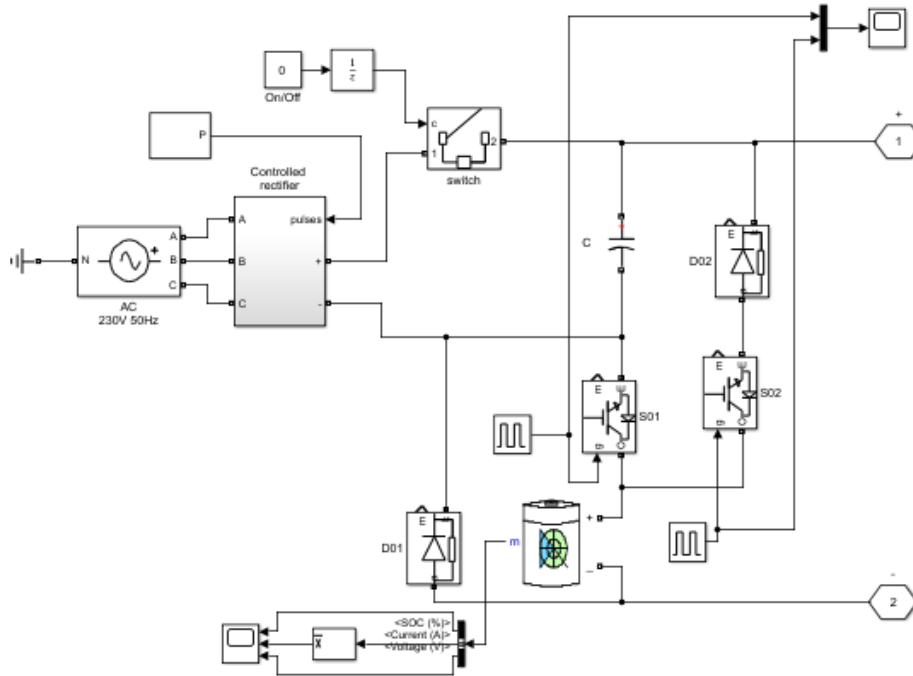 +
0
1
z
On/Off
c
1
2
switch
1
P
Controlled
rectifier
pulses
A
B
C
+
-
N
+
A
B
C
AC
230V 50Hz
C
E
D02
E
S01
g
E
S02
g
E
D01
m
+
_
-
2
<SOC (%)>
<Current (A)>
<Voltage (V)>
X